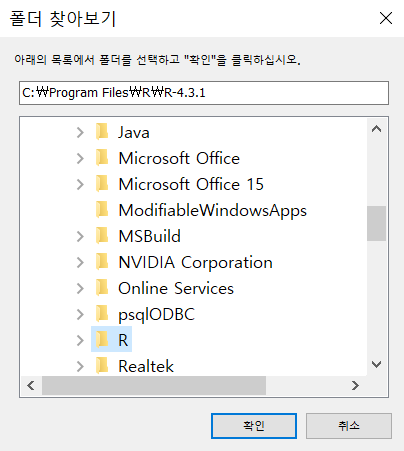 폴더 찾아보기
아래의 목록에서 폴더를 선택하고 "확인"을 클릭하십시오.
C:₩Program Files₩R₩R-4.3.1
Java
Microsoft Office
Microsoft Office 15
ModifiableWindowsApps
MSBuild
NVIDIA Corporation
Online Services
psqlODBC
R
Realtek
확인 취소